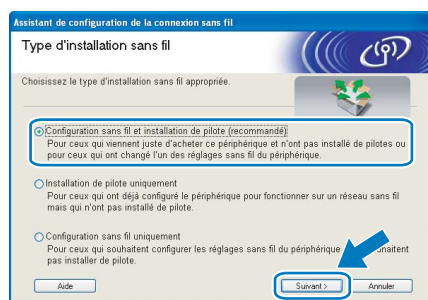 Assistant de configuration de la connexion sans fil
Type d'installation sans fil
Choisissez le type d'installation sans fil appropriée.
Configuration sans fil et installation de pilote (recommandé)
Pour ceux qui viennent juste d'acheter ce périphérique et n'ont pas installé de pilotes ou
pour ceux qui ont changé l'un des réglages sans fil du périphérique.
Installation de pilote uniquement
Pour ceux qui ont déjà configuré le périphérique pour fonctionner sur un réseau sans fil
mais qui n'ont pas installé de pilote.
Configuration sans fil uniquement
Pour ceux qui souhaitent configurer les réglages sans fil du périphérique
pas installer de pilote.
Aide
Suivant >
Annuler